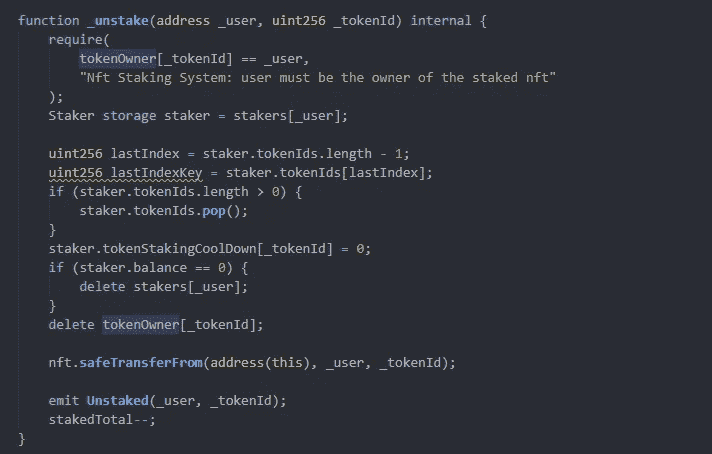 function _unstake(address _user, uint256 _tokenId) internal {
    require(
        tokenOwner[_tokenId] == _user,
        "Nft Staking System: user must be the owner of the staked nft"
    );
    Staker storage staker = stakers[_user];

    uint256 lastIndex = staker.tokenIds.length - 1;
    uint256 lastIndexKey = staker.tokenIds[lastIndex];
    if (staker.tokenIds.length > 0) {
        staker.tokenIds.pop();
    }
    staker.tokenStakingCoolDown[_tokenId] = 0;
    if (staker.balance == 0) {
        delete stakers[_user];
    }
    delete tokenOwner[_tokenId];

    nft.safeTransferFrom(address(this), _user, _tokenId);

    emit Unstaked(_user, _tokenId);
    stakedTotal--;
}